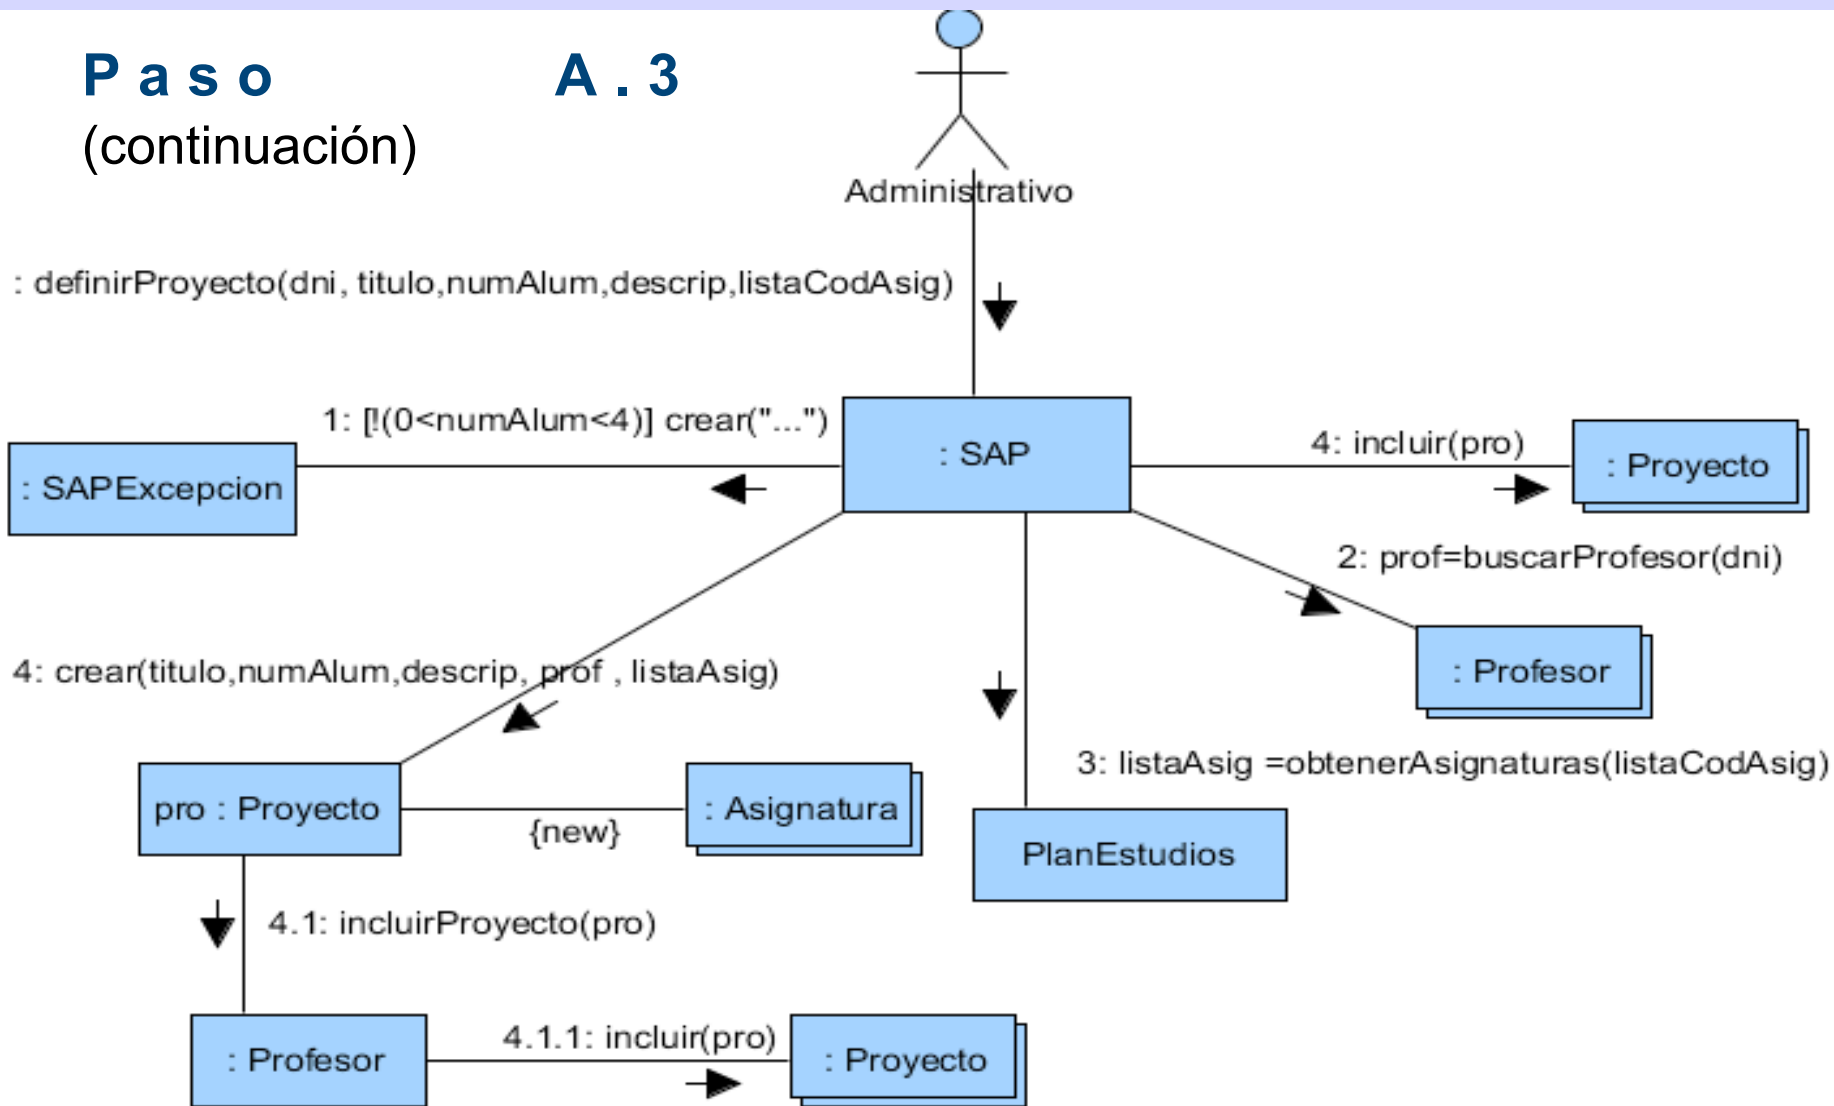 Paso A.3
(continuación)
Administrativo
: definirProyecto(dni, titulo,numAlum,descrip,listaCodAsig)
1: [!(0<numAlum<4)] crear("...")
: SAP
4: incluir(pro)
: Proyecto
: SAPExcepcion
2: prof=buscarProfesor(dni)
4: crear(titulo,numAlum,descrip, prof , listaAsig)
: Profesor
3: listaAsig =obtenerAsignaturas(listaCodAsig)
pro : Proyecto
{new}
: Asignatura
PlanEstudios
4.1: incluirProyecto(pro)
4.1.1: incluir(pro)
: Profesor
: Proyecto